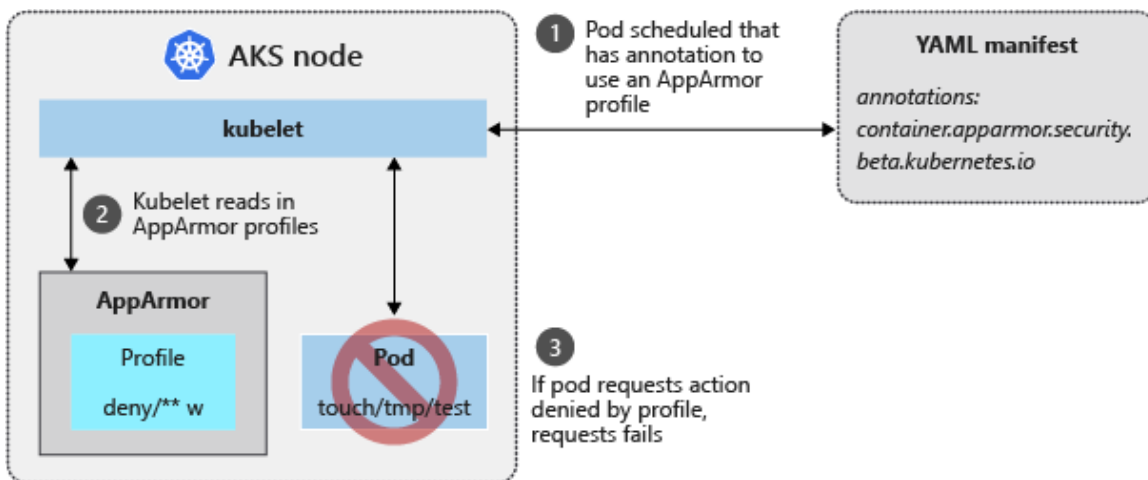 AKS node
kubelet
1
Pod scheduled that
has annotation to
use an AppArmor
profile
YAML manifest
annotations:
container.apparmor.security.
beta.kubernetes.io
2
Kubelet reads in
AppArmor profiles
AppArmor
Profile
deny/** w
Pod
touch/tmp/test
3
If pod requests action
denied by profile,
requests fails